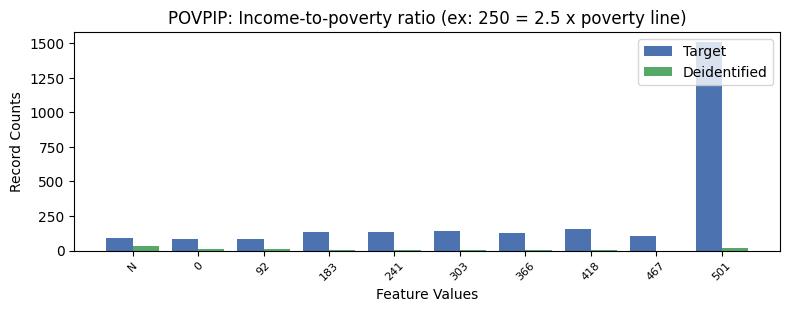 POVPIP: Income-to-poverty ratio (ex: 250 = 2.5 x poverty line)
Record Counts
1500
1250
1000
750
500
250
0
Target
Deidentified
N
0
92
183
241
303
366
418
467
501
Feature Values